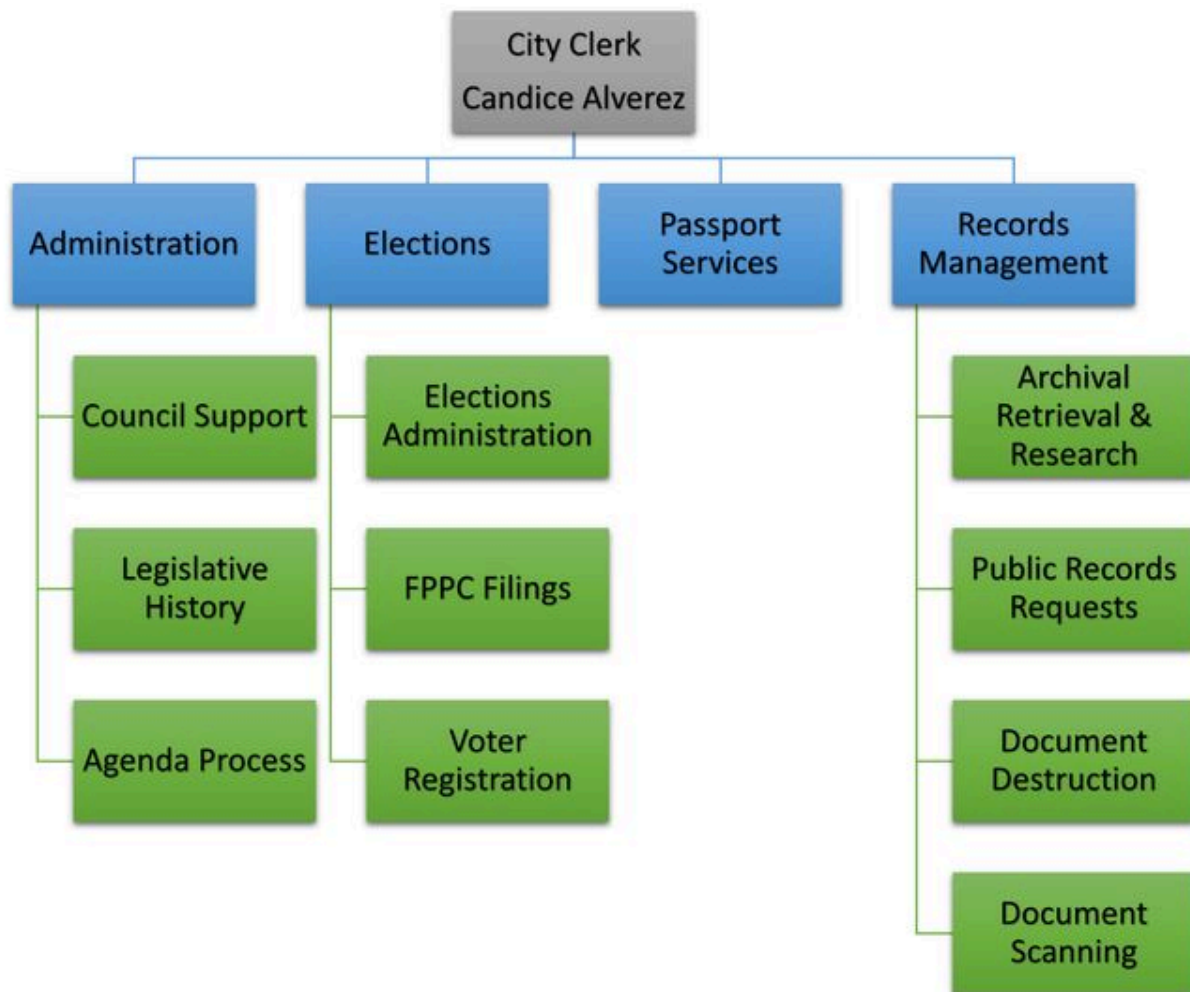 City Clerk
Candice Alverez
Administration
Elections
Passport
Services
Records
Management
Council Support
Legislative
History
Agenda Process
Elections
Administration
FPPC Filings
Voter
Registration
Archival
Retrieval &
Research
Public Records
Requests
Document
Destruction
Document
Scanning